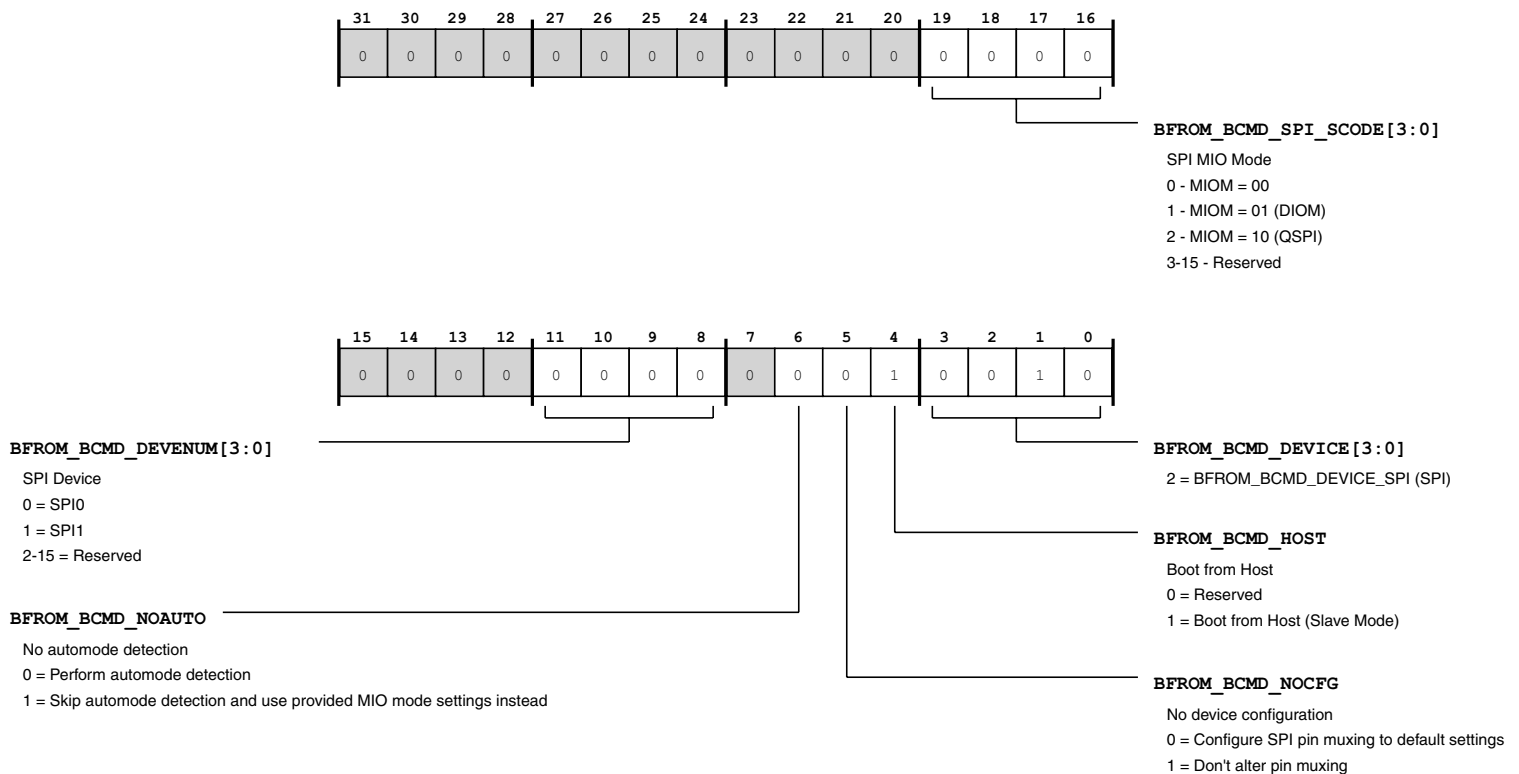 31 30 29 28 27 26 25 24 23 22 21 20 19 18 17 16
0 0 0 0 0 0 0 0 0 0 0 0 0 0 0 0
BFROM_BCMD_SPI_SCODE[3:0]
SPI MIO Mode
0 - MIOM = 00
1 - MIOM = 01 (DIOM)
2 - MIOM = 10 (QSPI)
3-15 - Reserved
15 14 13 12 11 10 9 8 7 6 5 4 3 2 1 0
0 0 0 0 0 0 0 0 0 0 0 1 0 0 1 0
BFROM_BCMD_DEVENUM[3:0]
SPI Device
0 = SPI0
1 = SPI1
2-15 = Reserved
BFROM_BCMD_NOAUTO
No automode detection
0 = Perform automode detection
1 = Skip automode detection and use provided MIO mode settings instead
BFROM_BCMD_DEVICE[3:0]
2 = BFROM_BCMD_DEVICE_SPI (SPI)
BFROM_BCMD_HOST
Boot from Host
0 = Reserved
1 = Boot from Host (Slave Mode)
BFROM_BCMD_NOCFG
No device configuration
0 = Configure SPI pin muxing to default settings
1 = Don't alter pin muxing